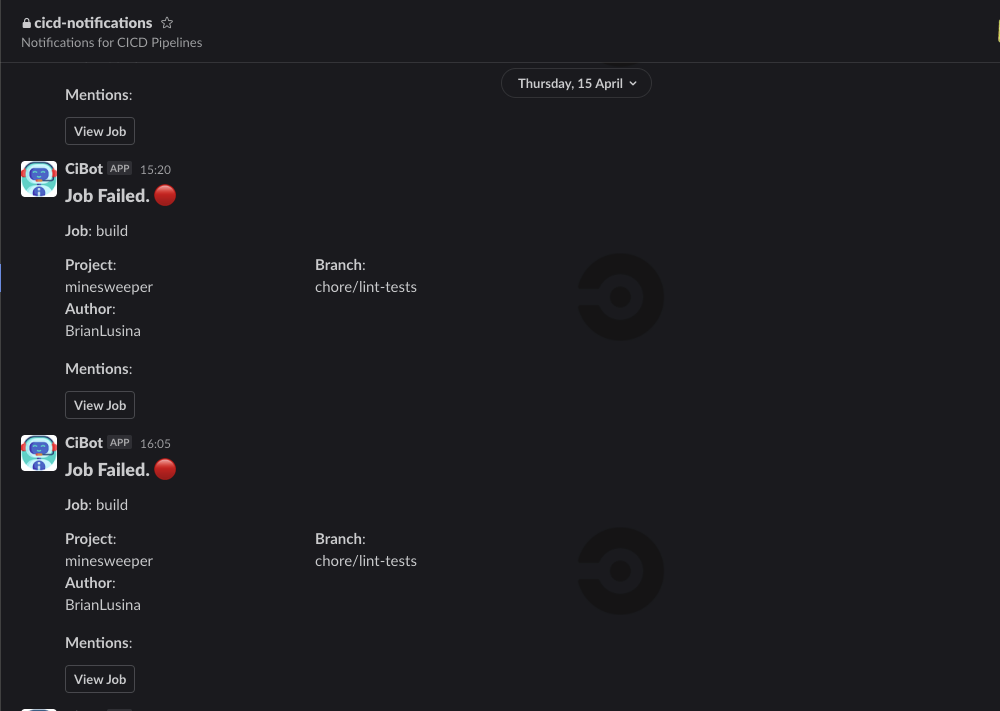 cicd-notifications
Notifications for CICD Pipelines
Thursday, 15 April
Mentions:
View Job
CiBot APP 15:20
Job Failed.
Job: build
Project: Branch:
minesweeper chore/lint-tests
Author:
BrianLusina
Mentions:
View Job
CiBot APP 16:05
Job Failed.
Job: build
Project: Branch:
minesweeper chore/lint-tests
Author:
BrianLusina
Mentions:
View Job